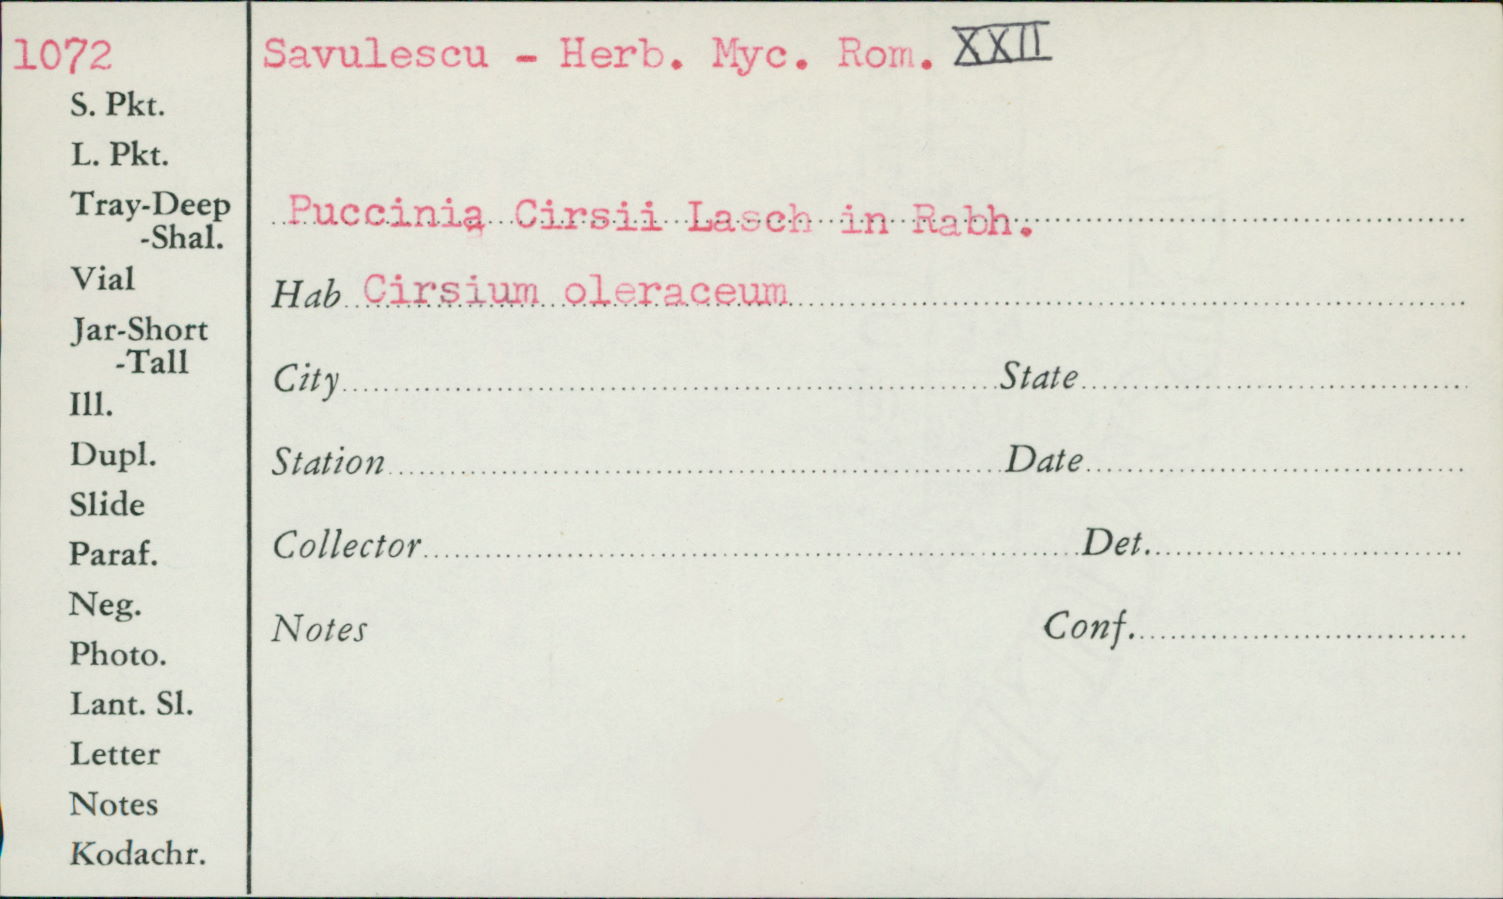 1072
Savulescu - Herb. Myc. Rom. XXII
S. Pkt.
L. Pkt.
Tray-Deep
-Shal.
Puccinia Cirsii Lasch in Rabh.
Vial
Hab Cirsium oleraceum
Jar-Short
-Tall
City State
Ill.
Dupl.
Station Date
Slide
Paraf.
Collector Det.
Neg.
Notes Conf.
Photo.
Lant. Sl.
Letter
Notes
Kodachr.